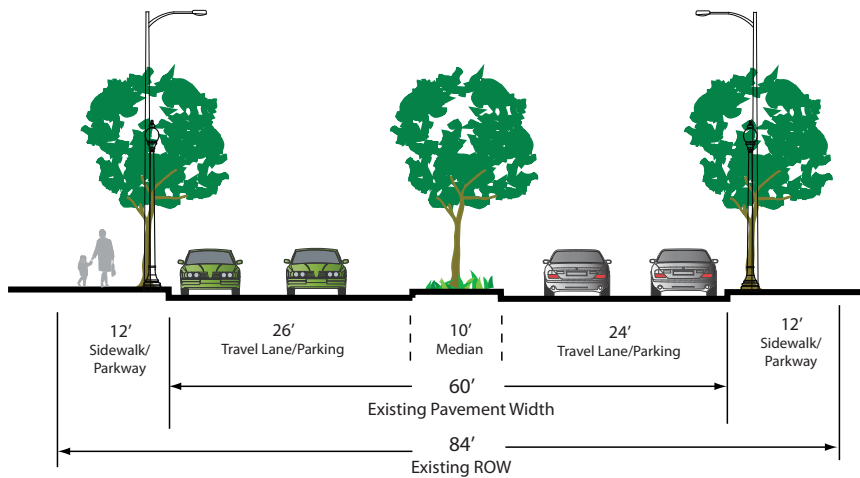 12’
Sidewalk/
Parkway
26’
Travel Lane/Parking
10’
Median
24’
Travel Lane/Parking
12’
Sidewalk/
Parkway
60’
Existing Pavement Width
84’
Existing ROW